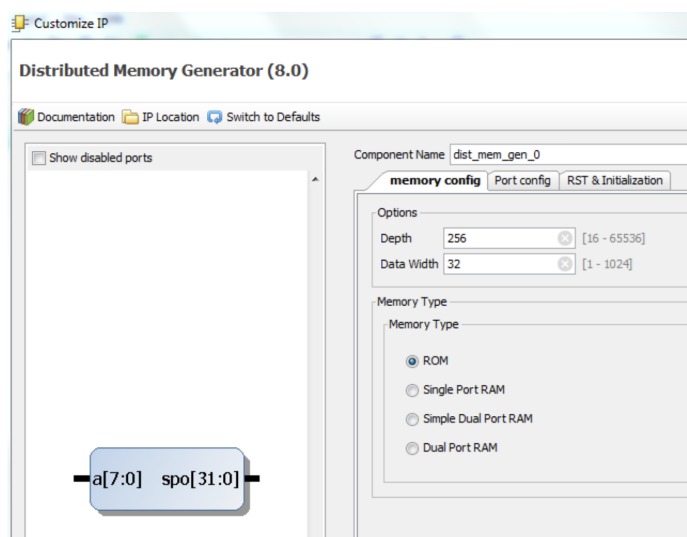 Customize IP
Distributed Memory Generator (8.0)
Documentation IP Location Switch to Defaults
Show disabled ports
Component Name dist_mem_gen_0
memory config Port config RST & Initialization
Options
Depth 256 [16 - 65536]
Data Width 32 [1 - 1024]
Memory Type
Memory Type
ROM
Single Port RAM
Simple Dual Port RAM
Dual Port RAM
a[7:0] spo[31:0]